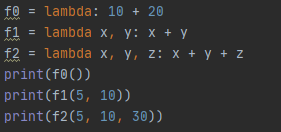 f0 = lambda: 10 + 20
f1 = lambda x, y: x + y
f2 = lambda x, y, z: x + y + z
print(f0())
print(f1(5, 10))
print(f2(5, 10, 30))